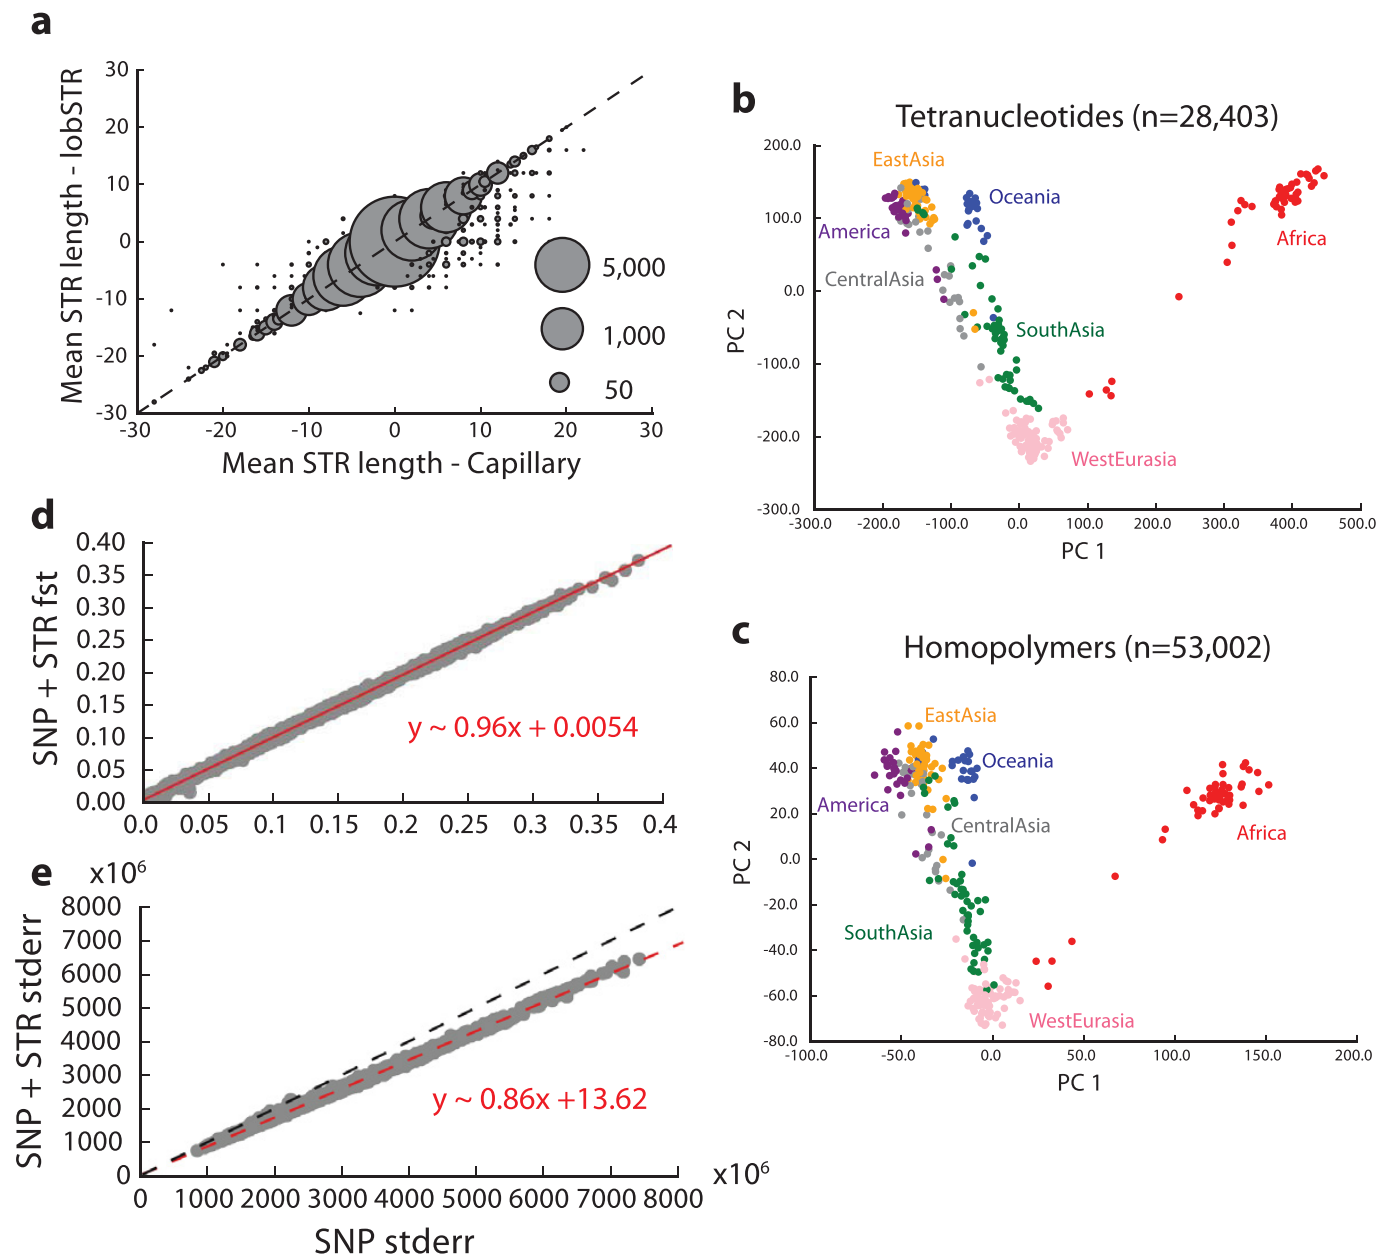 a
Mean STR length - lobSTR
30
20
10
0
-10
-20
-30
-30
-20
-10
0
10
20
30
5,000
1,000
50
Mean STR length - Capillary
b
Tetranucleotides (n=28,403)
PC 2
200.0
100.0
0.0
-100.0
-200.0
-300.0
-300.0
-200.0
-100.0
0.0
100.0
200.0
300.0
400.0
500.0
EastAsia
Oceania
America
Africa
CentralAsia
SouthAsia
WestEurasia
PC 1
d
SNP + STR fst
0.40
0.35
0.30
0.25
0.20
0.15
0.10
0.05
0.00
0.0
0.05
0.1
0.15
0.2
0.25
0.3
0.35
0.4
y ~ 0.96x + 0.0054
c
Homopolymers (n=53,002)
PC 2
80.0
60.0
40.0
20.0
0.0
-20.0
-40.0
-60.0
-80.0
-100.0
-50.0
0.0
50.0
100.0
150.0
200.0
EastAsia
Oceania
America
CentralAsia
Africa
SouthAsia
WestEurasia
PC 1
e
x10⁶
SNP + STR stderr
8000
7000
6000
5000
4000
3000
2000
1000
0
0
1000
2000
3000
4000
5000
6000
7000
8000
x10⁶
y ~ 0.86x +13.62
SNP stderr